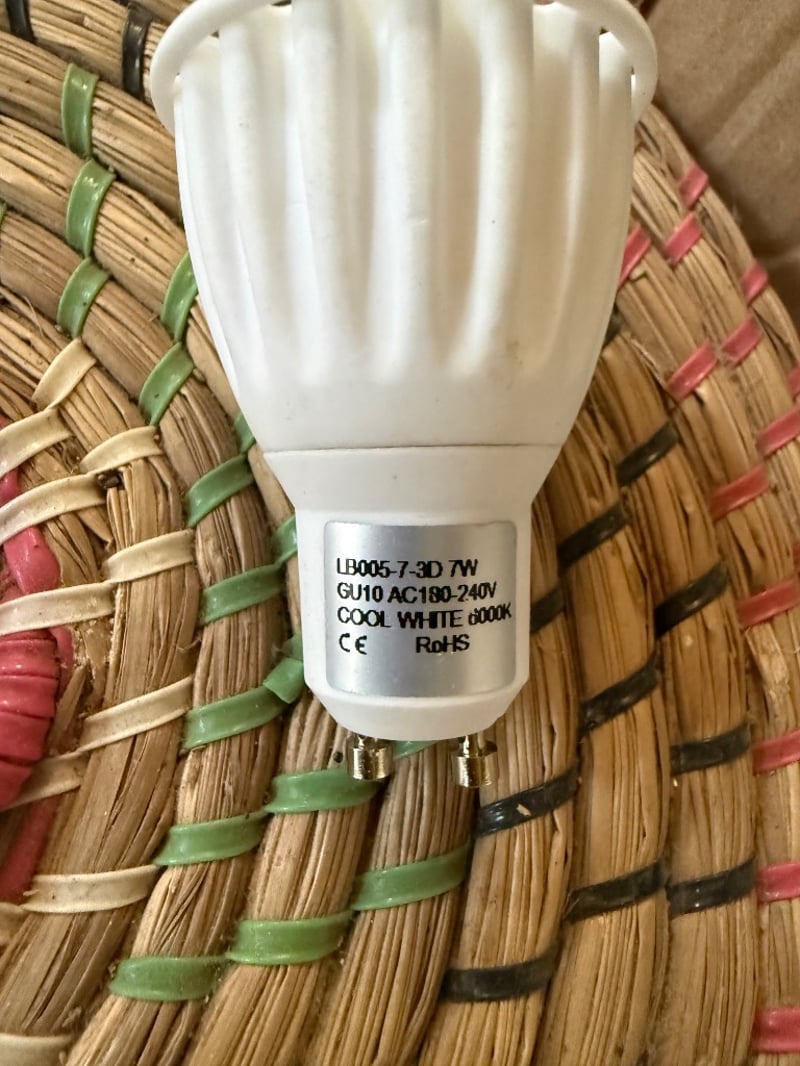 LB005-7-3D 7W
GU10 AC180-240V
COOL WHITE 6000K
CE RoHS